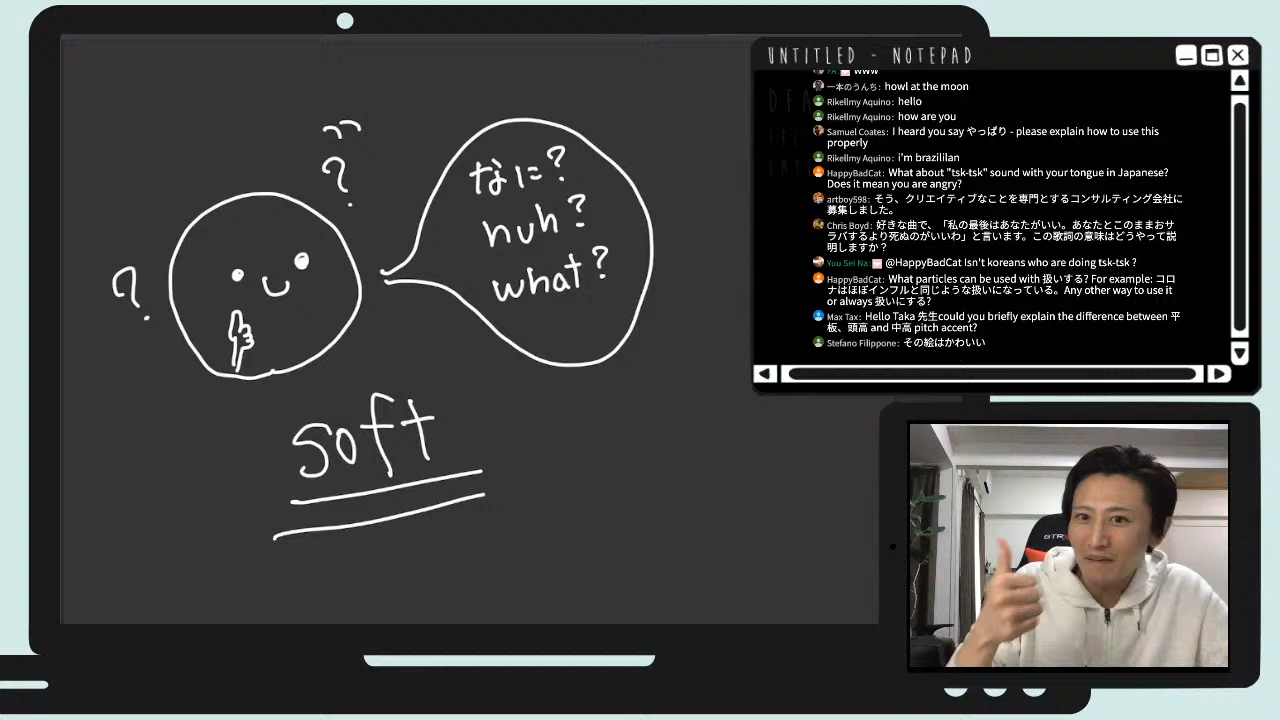 ?
?
なに?
nuh?
what?
soft
UNTITLED - NOTEPAD
FA: www
一本のうんち: howl at the moon
Rikellmy Aquino: hello
Rikellmy Aquino: how are you
Samuel Coates: I heard you say やっぱり - please explain how to use this
properly
Rikellmy Aquino: i'm brazililan
HappyBadCat: What about "tsk-tsk" sound with your tongue in Japanese?
Does it mean you are angry?
artboy598: そう、クリエイティブなことを専門とするコンサルティング会社に
募集しました。
Chris Boyd: 好きな曲で、「私の最後はあなたがいい。あなたとこのままおサ
ラバするより死ぬのがいいわ」と言います。この歌詞の意味はどうやって説
明しますか?
Yuu Sei Na: @HappyBadCat Isn't koreans who are doing tsk-tsk ?
HappyBadCat: What particles can be used with 扱いする? For example: コロ
ナはほぼインフルと同じような扱いになっている。Any other way to use it
or always 扱いにする?
Max Tax: Hello Taka 先生could you briefly explain the difference between 平
板、頭高 and 中高 pitch accent?
Stefano Filippone: その絵はかわいい
GTR